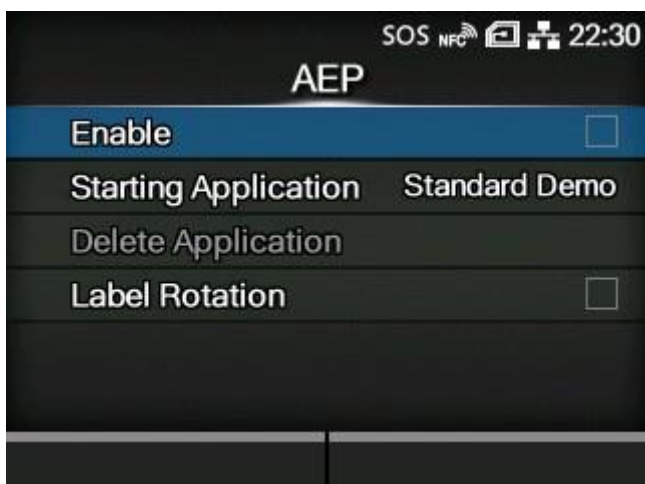 SOS NFC 22:30
AEP
Enable
Starting Application Standard Demo
Delete Application
Label Rotation